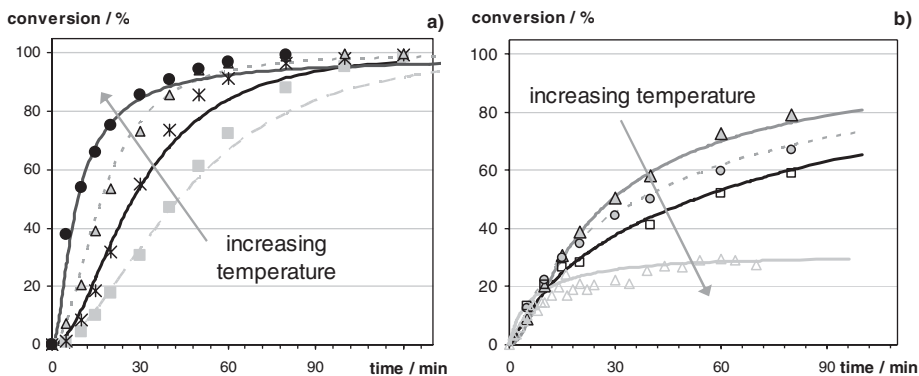 conversion / %
a)
100
80
60
40
20
0
increasing
temperature
0
30
60
90
time / min
conversion / %
b)
100
80
60
40
20
0
increasing temperature
0
30
60
90
time / min